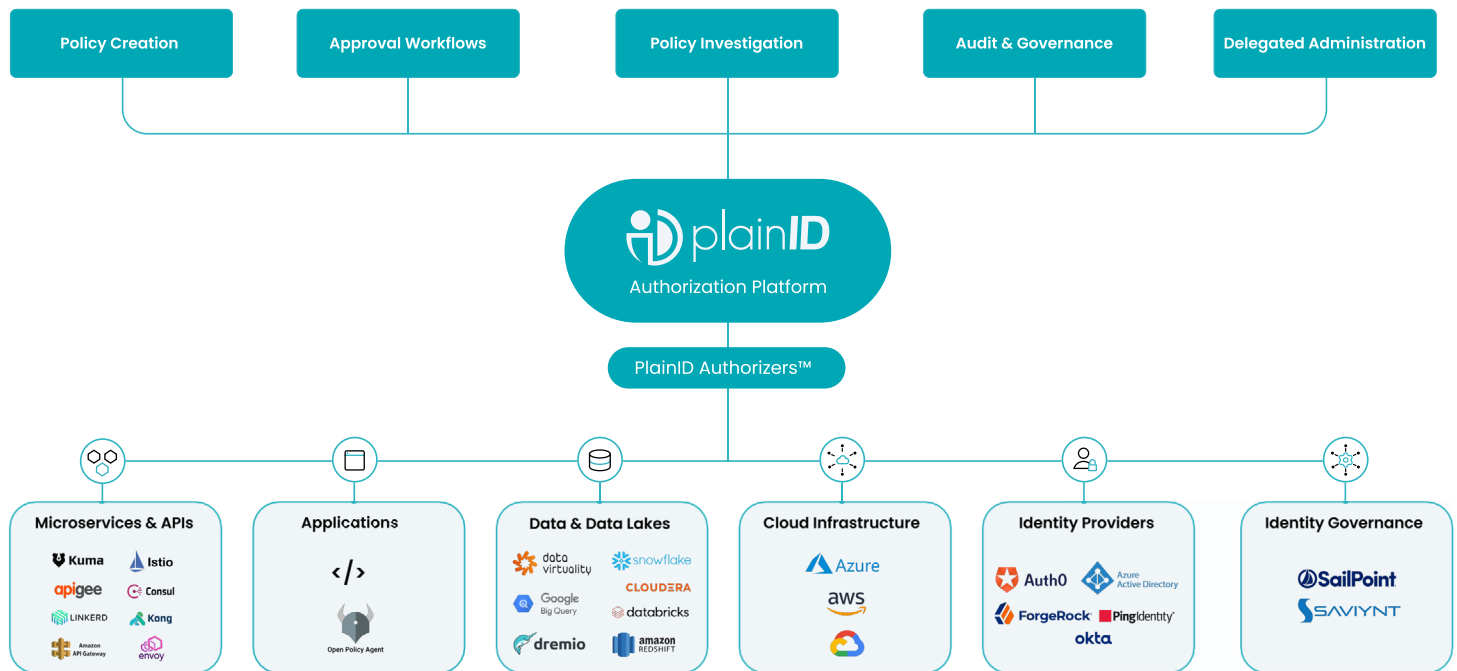 Policy Creation
Approval Workflows
Policy Investigation
Audit & Governance
Delegated Administration
plainID
Authorization Platform
PlainID Authorizers™
Microservices & APIs
Kuma
Istio
apigee
Consul
LINKERD
Kong
Amazon
API Gateway
envoy
Applications
</>
Open Policy Agent
Data & Data Lakes
data
virtuality
snowflake
CLOUDERA
Google
Big Query
databricks
dremio
amazon
REDSHIFT
Cloud Infrastructure
Azure
aws
Identity Providers
Auth0
Azure
Active Directory
ForgeRock
PingIdentity
okta
Identity Governance
SailPoint
SAVIYNT